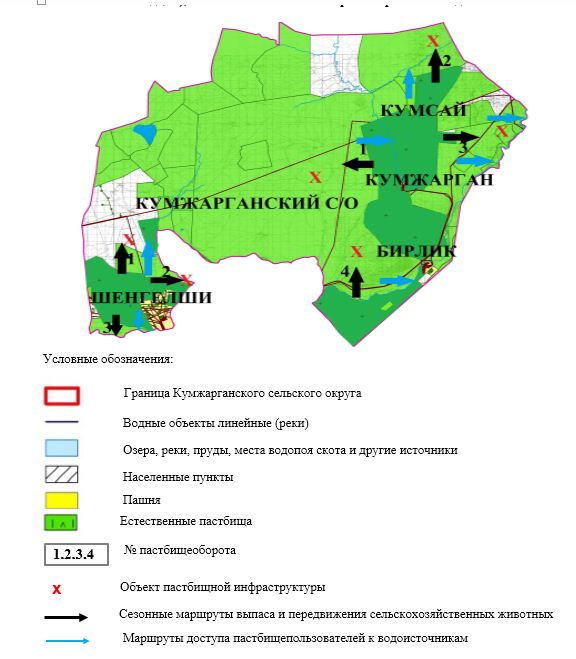 2
КУМСАЙ
1
3
КУМЖАРГАН
X
КУМЖАРГАНСКИЙ С/О
БИРЛИК
1
2
4
ШЕНГЕЛШИ
3
Условные обозначения:
Граница Кумжарганского сельского округа
Водные объекты линейные (реки)
Озера, реки, пруды, места водопоя скота и другие источники
Населенные пункты
Пашня
Естественные пастбища
1.2.3.4 № пастбищеоборота
X Объект пастбищной инфраструктуры
Сезонные маршруты выпаса и передвижения сельскохозяйственных животных
Маршруты доступа пастбищепользователей к водоисточникам